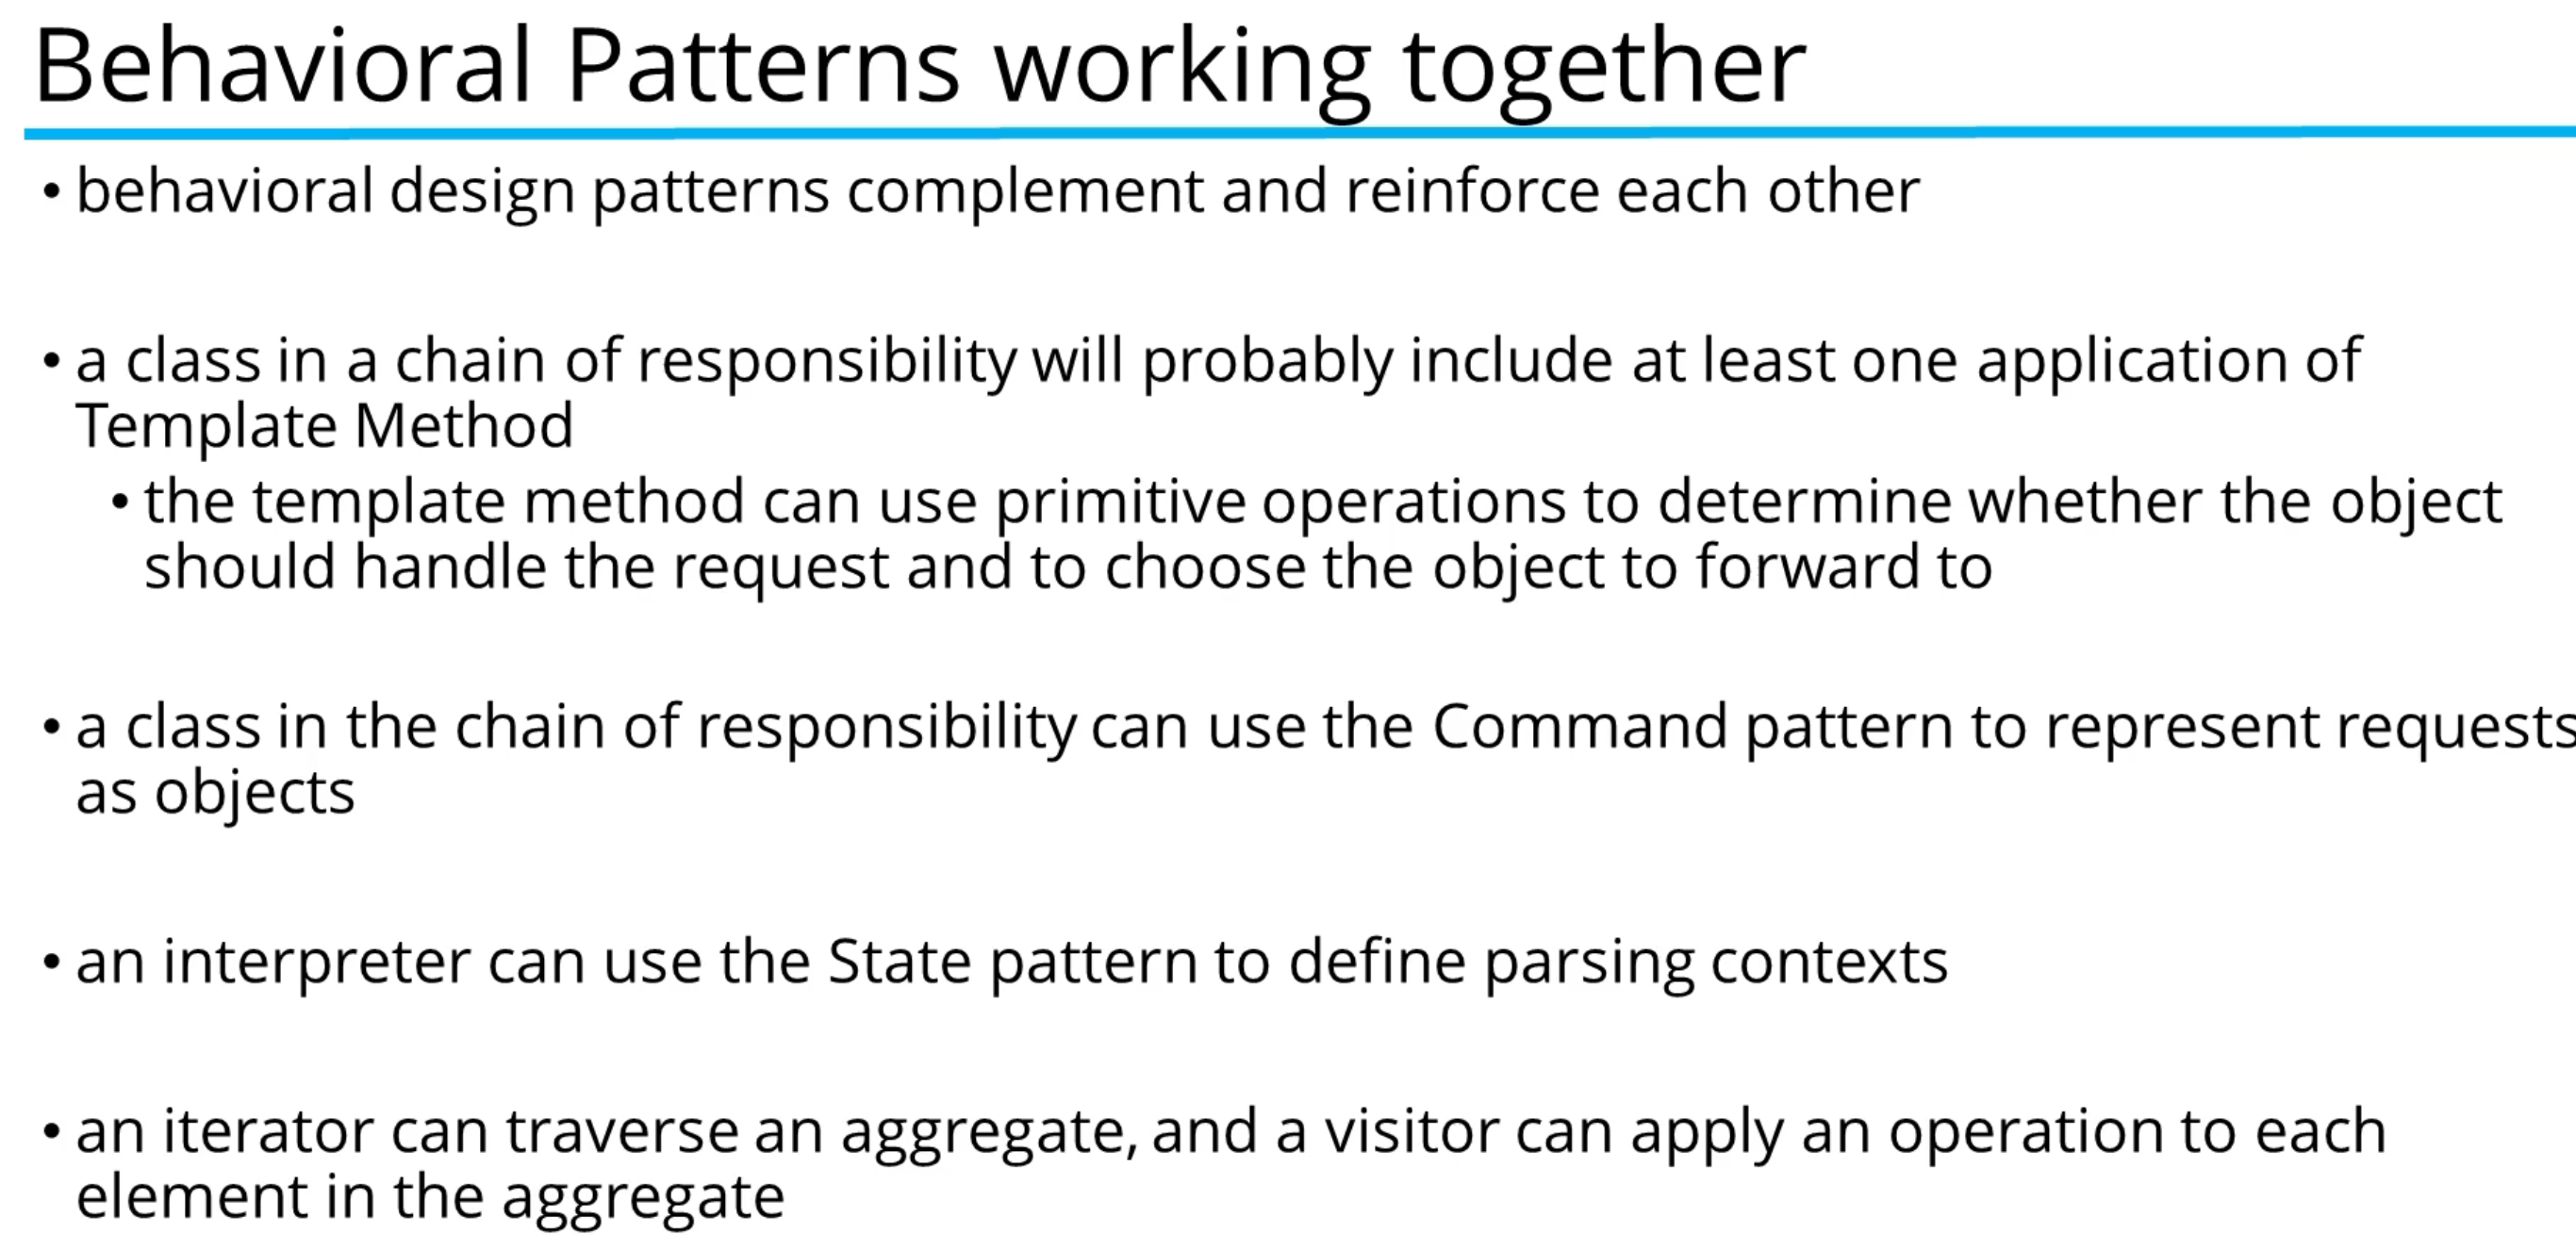 Behavioral Patterns working together
• behavioral design patterns complement and reinforce each other
• a class in a chain of responsibility will probably include at least one application of
Template Method
• the template method can use primitive operations to determine whether the object
should handle the request and to choose the object to forward to
• a class in the chain of responsibility can use the Command pattern to represent requests
as objects
• an interpreter can use the State pattern to define parsing contexts
• an iterator can traverse an aggregate, and a visitor can apply an operation to each
element in the aggregate